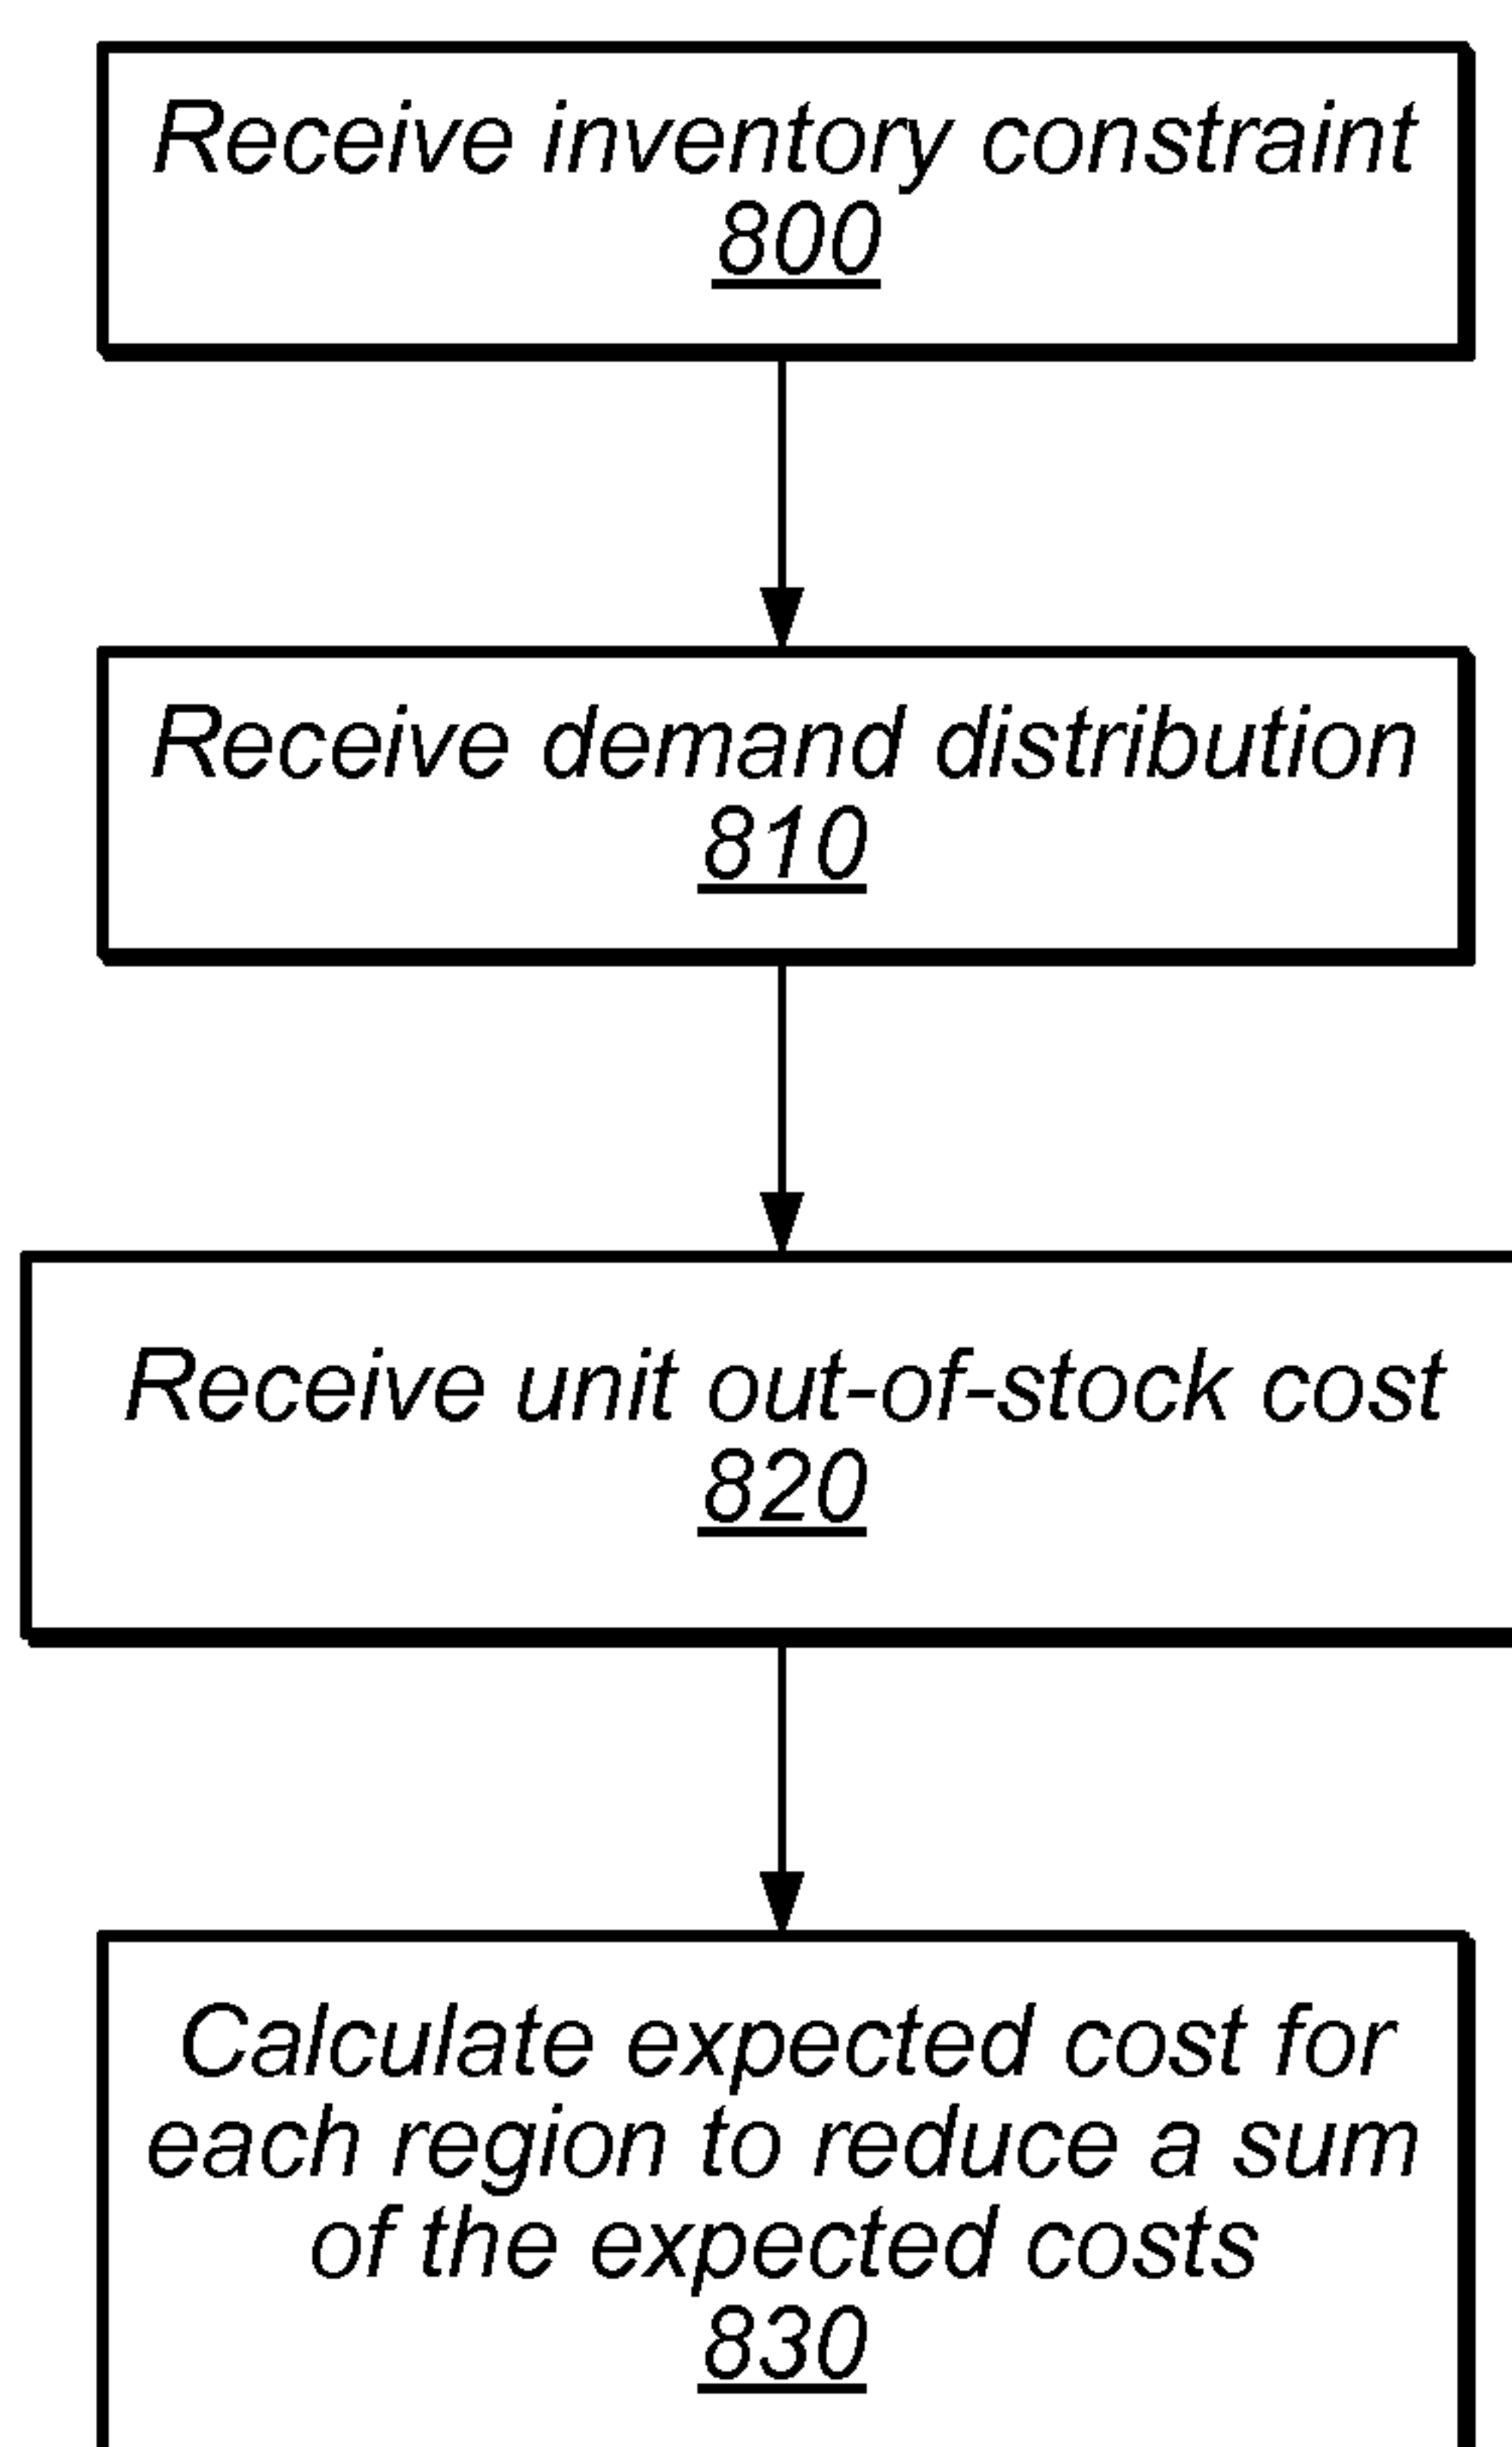 Receive inventory constraint
800
Receive demand distribution
810
Receive unit out-of-stock cost
820
Calculate expected cost for
each region to reduce a sum
of the expected costs
830